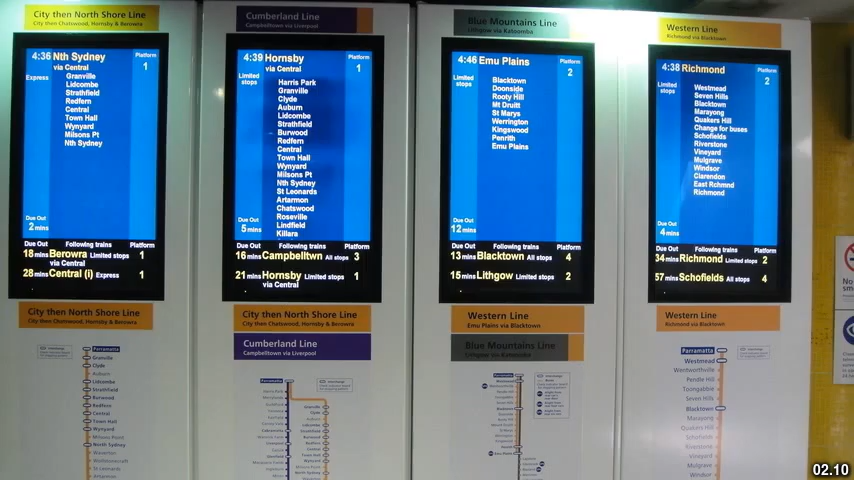 City then North Shore Line
City then Chatswood, Hornsby & Berowra
4:36 Nth Sydney
via Central
Platform
1
Express
Granville
Lidcombe
Strathfield
Redfern
Central
Town Hall
Wynyard
Milsons Pt
Nth Sydney
Due Out
2 mins
Due Out Following trains Platform
18 mins Berowra Limited stops 1
via Central
28 mins Central (i) Express 1
City then North Shore Line
City then Chatswood, Hornsby & Berowra
Parramatta
Granville
Clyde
Auburn
Lidcombe
Strathfield
Burwood
Redfern
Central
Town Hall
Wynyard
Milsons Point
North Sydney
Waverton
Wollstonecraft
St Leonards
Artarmon
Cumberland Line
Campbelltown via Liverpool
4:39 Hornsby
via Central
Platform
1
Limited
stops
Harris Park
Granville
Clyde
Auburn
Lidcombe
Strathfield
Burwood
Redfern
Central
Town Hall
Wynyard
Milsons Pt
Nth Sydney
St Leonards
Artarmon
Chatswood
Roseville
Lindfield
Killara
Due Out
5 mins
Due Out Following trains Platform
16 mins Campbelltwn All stops 3
21 mins Hornsby Limited stops 1
via Central
City then North Shore Line
City then Chatswood, Hornsby & Berowra
Cumberland Line
Campbelltown via Liverpool
Parramatta
Blue Mountains Line
Lithgow via Katoomba
4:46 Emu Plains
Platform
2
Limited
stops
Blacktown
Doonside
Rooty Hill
Mt Druitt
St Marys
Werrington
Kingswood
Penrith
Emu Plains
Due Out
12 mins
Due Out Following trains Platform
13 mins Blacktown All stops 4
15 mins Lithgow Limited stops 2
Western Line
Emu Plains via Blacktown
Blue Mountains Line
Lithgow via Katoomba
Parramatta
Western Line
Richmond via Blacktown
4:38 Richmond
Platform
2
Limited
stops
Westmead
Seven Hills
Blacktown
Marayong
Quakers Hill
Change for buses
Schofields
Riverstone
Vineyard
Mulgrave
Windsor
Clarendon
East Rchmnd
Richmond
Due Out
4 mins
Due Out Following trains Platform
34 mins Richmond Limited stops 2
57 mins Schofields All stops 4
Western Line
Richmond via Blacktown
Parramatta
Westmead
Wentworthville
Pendle Hill
Toongabbie
Seven Hills
Blacktown
Marayong
Quakers Hill
Schofields
Riverstone
Vineyard
Mulgrave
Windsor
02.10